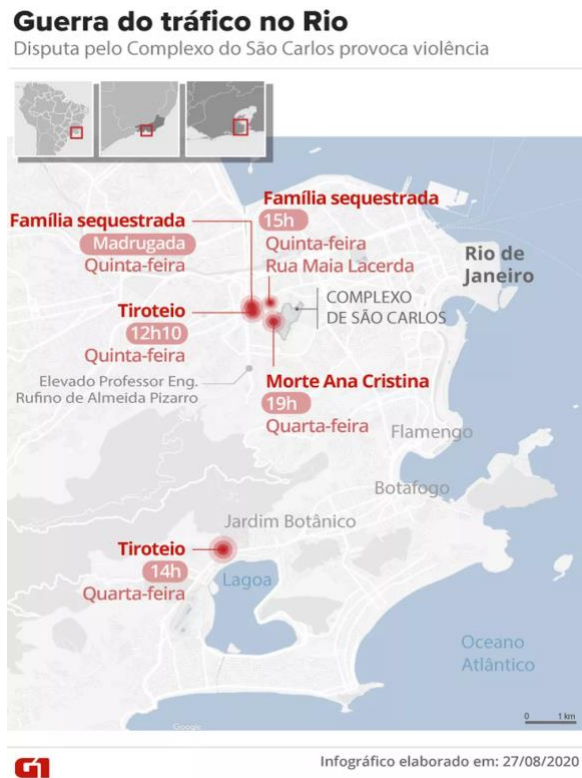 Guerra do tráfico no Rio
Disputa pelo Complexo do São Carlos provoca violência
Família sequestrada
15h
Quinta-feira
Rua Maia Lacerda
Família sequestrada
Madrugada
Quinta-feira
Rio de
Janeiro
COMPLEXO
DE SÃO CARLOS
Tiroteio
12h10
Quinta-feira
Elevado Professor Eng.
Rufino de Almeida Pizarro
Morte Ana Cristina
19h
Quarta-feira
Flamengo
Botafogo
Jardim Botânico
Tiroteio
14h
Quarta-feira
Lagoa
Oceano
Atlântico
0 1 km
Google
G1
Infográfico elaborado em: 27/08/2020